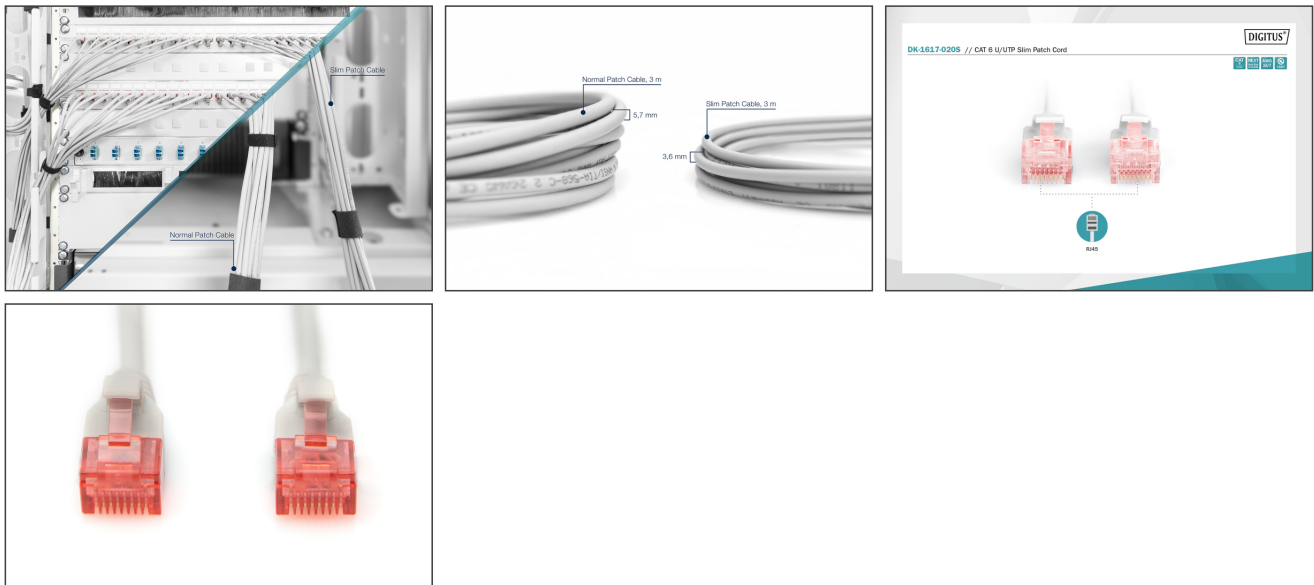 Slim Patch Cable
Normal Patch Cable
Normal Patch Cable, 3 m
5,7 mm
Slim Patch Cable, 3 m
3,6 mm
DIGITUS®
DK-1617-020S // CAT 6 U/UTP Slim Patch Cord
CAT
RJ45